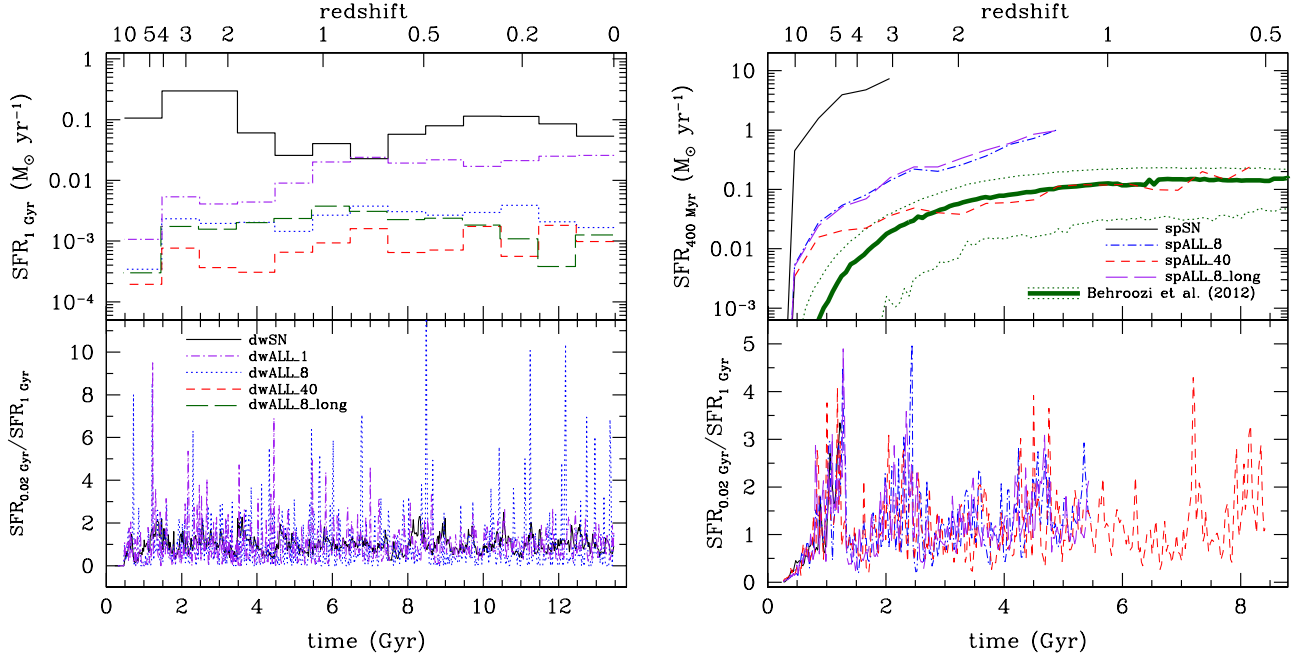 redshift
10 5 4 3 2 1 0.5 0.2 0
1
0.1
0.01
10⁻³
10⁻⁴
SFR₁ Gyr (M☉ yr⁻¹)
10
8
6
4
2
0
SFR₀.₀₂ Gyr/SFR₁ Gyr
dwSN
dwALL_1
dwALL_8
dwALL_40
dwALL_8_long
0 2 4 6 8 10 12
time (Gyr)
redshift
10 5 4 3 2 1 0.5
10
1
0.1
0.01
10⁻³
SFR₄₀₀ Myr (M☉ yr⁻¹)
spSN
spALL_8
spALL_40
spALL_8_long
Behroozi et al. (2012)
5
4
3
2
1
0
SFR₀.₀₂ Gyr/SFR₁ Gyr
0 2 4 6 8
time (Gyr)